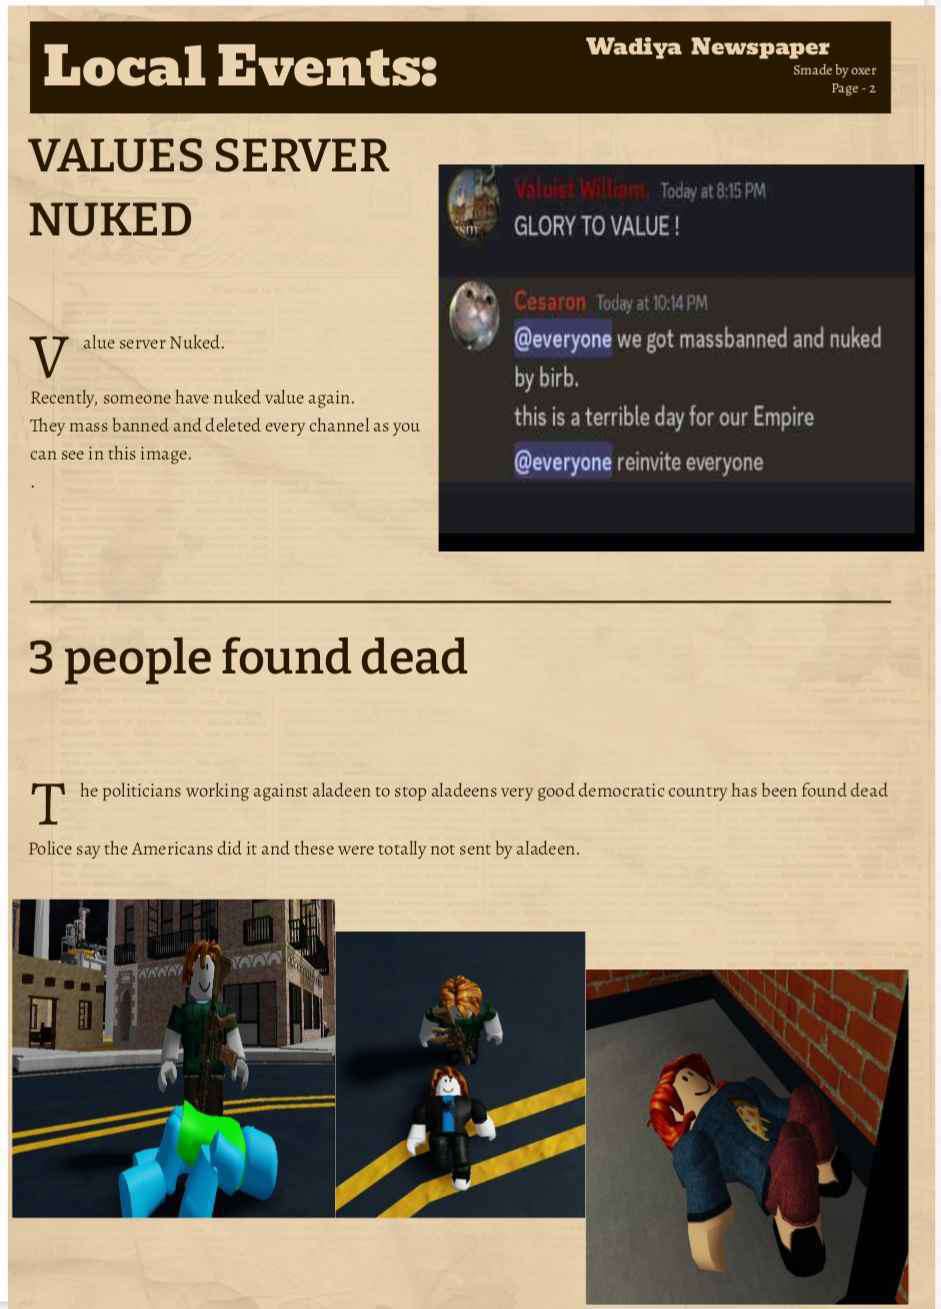 Local Events:
Wadiya Newspaper
Smade by oxer
Page - 2
VALUES SERVER
NUKED
Value server Nuked.
Recently, someone have nuked value again.
They mass banned and deleted every channel as you
can see in this image.
.
Valuist William. Today at 8:15 PM
GLORY TO VALUE !
Cesaron Today at 10:14 PM
@everyone we got massbanned and nuked
by birb.
this is a terrible day for our Empire
@everyone reinvite everyone
3 people found dead
The politicians working against aladeen to stop aladeens very good democratic country has been found dead
Police say the Americans did it and these were totally not sent by aladeen.